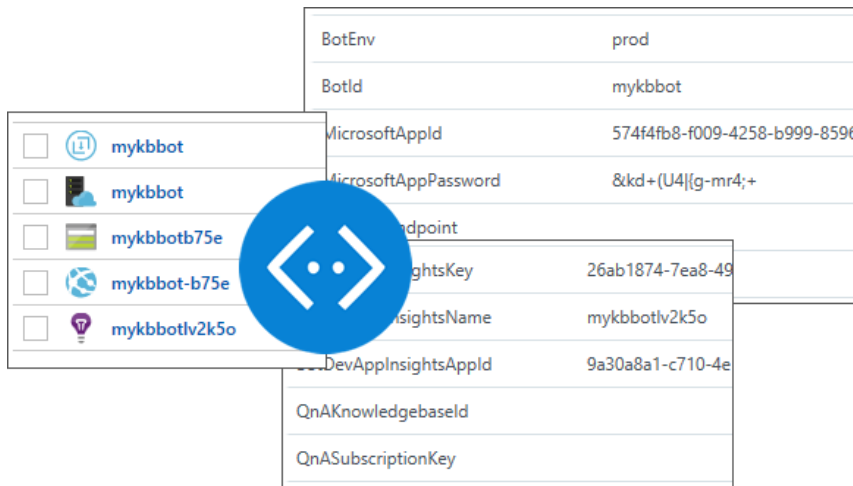 BotEnv prod
BotId mykbbot
MicrosoftAppId 574f4fb8-f009-4258-b999-8596
MicrosoftAppPassword &kd+(U4|{g-mr4;+
mykbbot
mykbbot
mykbbotb75e
mykbbot-b75e
mykbbotlv2k5o
ndpoint
ghtsKey 26ab1874-7ea8-49
nsightsName mykbbotlv2k5o
DevAppInsightsAppId 9a30a8a1-c710-4e
QnAKnowledgebaseId
QnASubscriptionKey